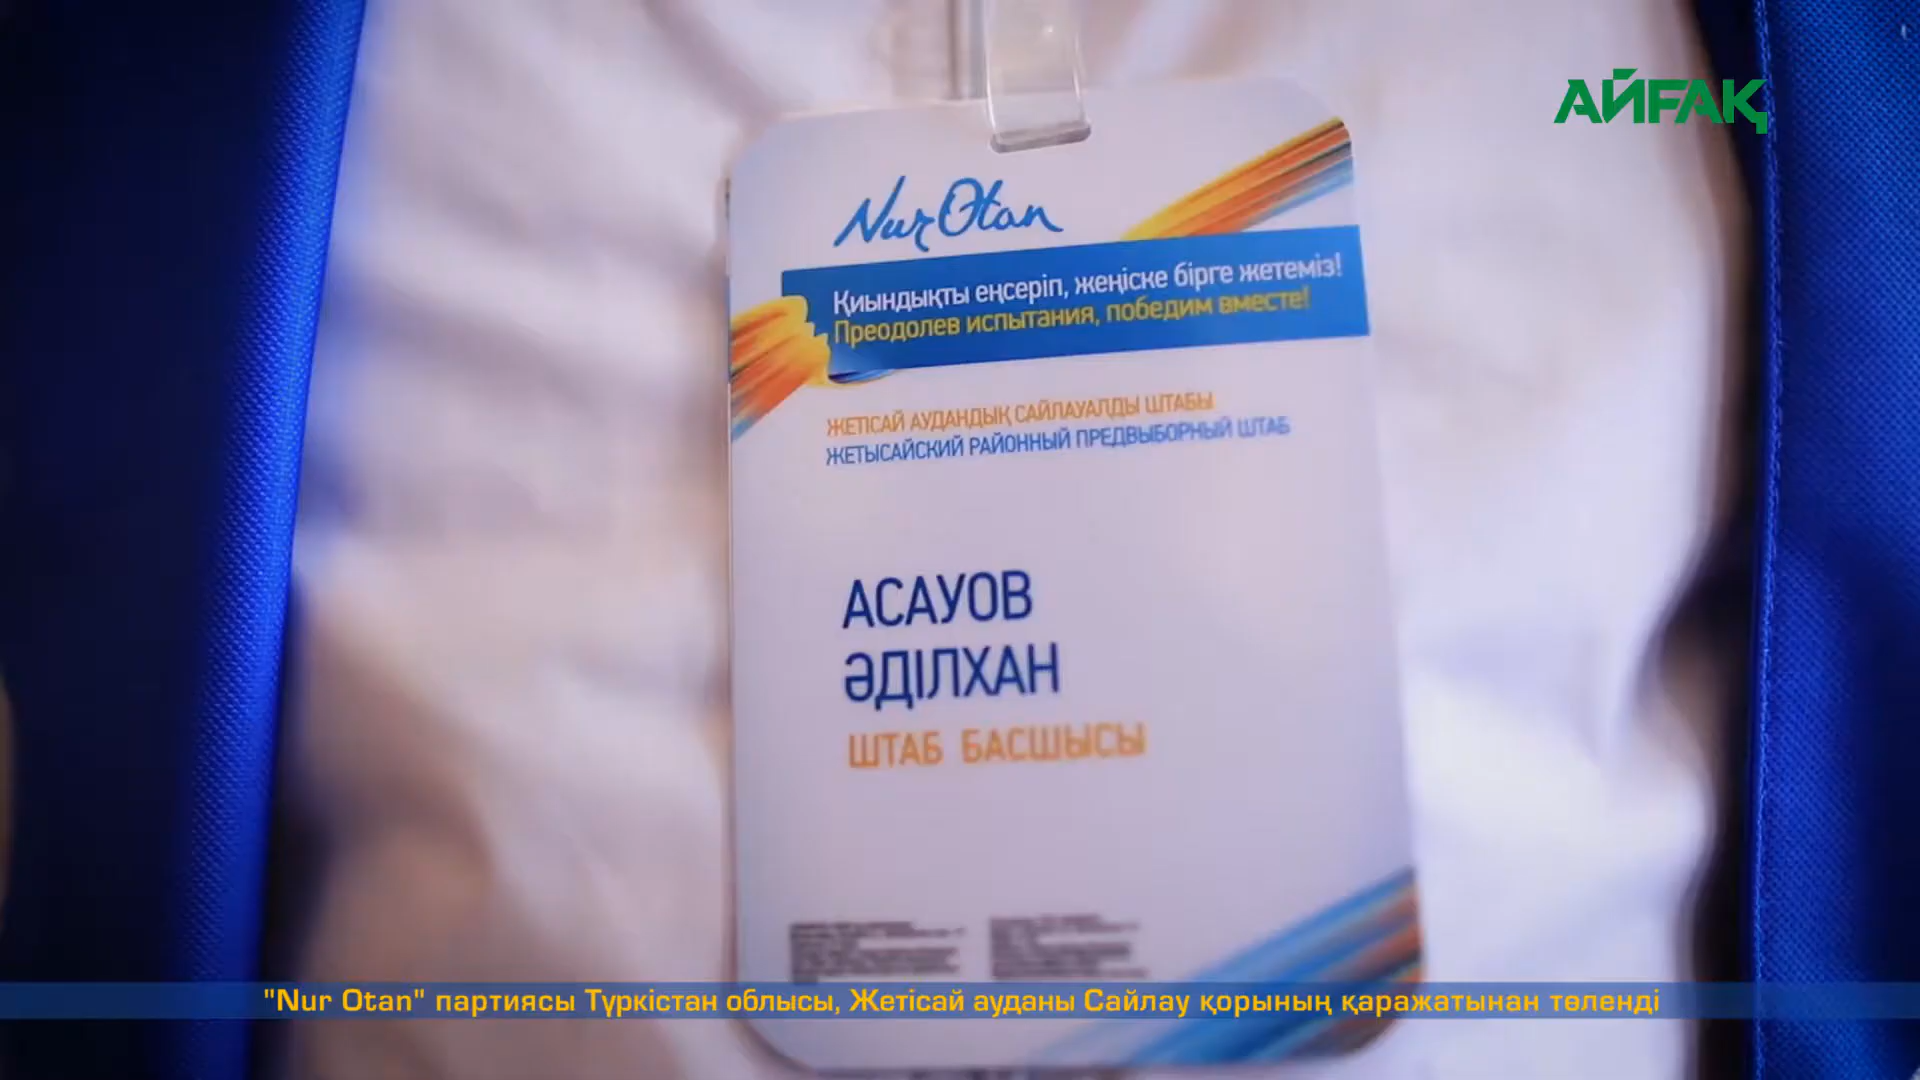 АЙҒАҚ
Nur Otan
Қиындықты еңсеріп, жеңіске бірге жетеміз!
Преодолев испытания, победим вместе!
ЖЕТІСАЙ АУДАНДЫҚ САЙЛАУАЛДЫ ШТАБЫ
ЖЕТЫСАЙСКИЙ РАЙОННЫЙ ПРЕДВЫБОРНЫЙ ШТАБ
АСАУОВ
ӘДІЛХАН
ШТАБ БАСШЫСЫ
"Nur Otan" партиясы Түркістан облысы, Жетісай ауданы Сайлау қорының қаражатынан төленді